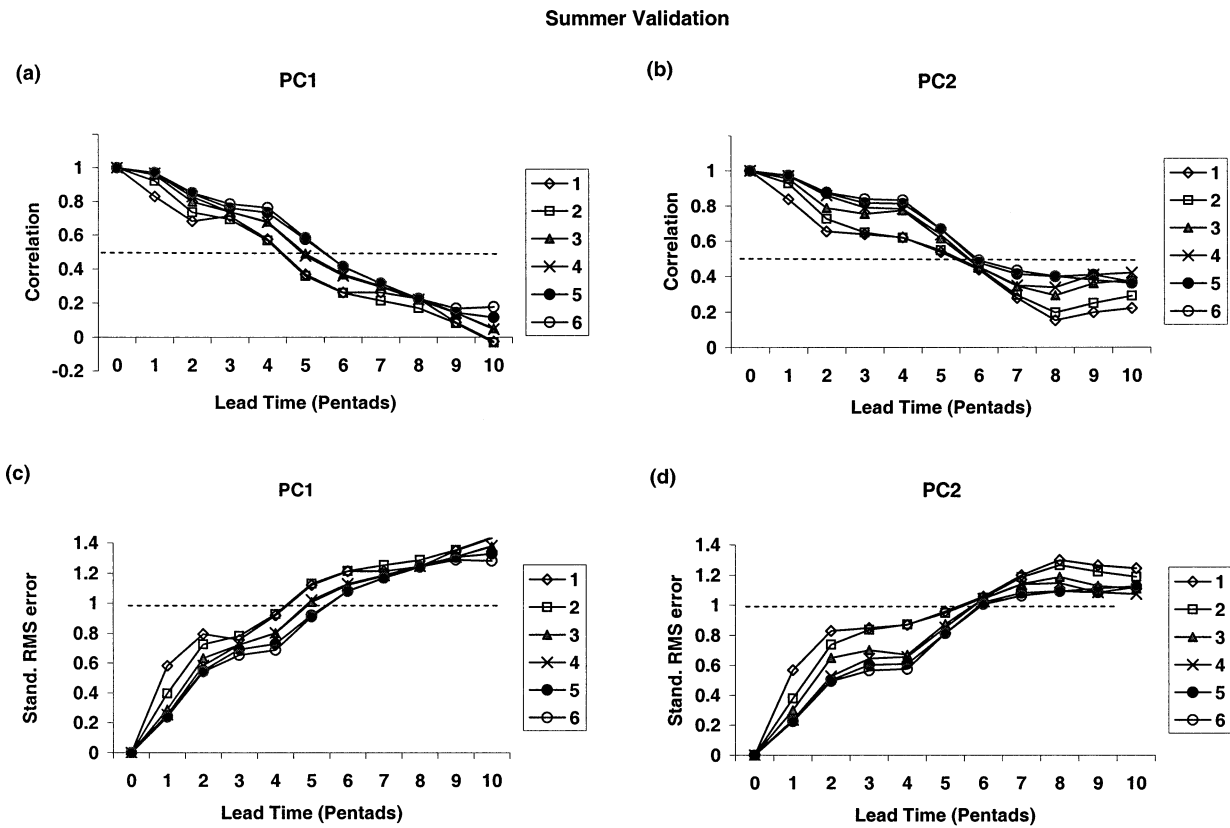 Summer Validation
(a)
PC1
Correlation
1
0.8
0.6
0.4
0.2
0
-0.2
0 1 2 3 4 5 6 7 8 9 10
Lead Time (Pentads)
1
2
3
4
5
6
(b)
PC2
Correlation
1
0.8
0.6
0.4
0.2
0
0 1 2 3 4 5 6 7 8 9 10
Lead Time (Pentads)
1
2
3
4
5
6
(c)
PC1
Stand. RMS error
1.4
1.2
1
0.8
0.6
0.4
0.2
0
0 1 2 3 4 5 6 7 8 9 10
Lead Time (Pentads)
1
2
3
4
5
6
(d)
PC2
Stand. RMS error
1.4
1.2
1
0.8
0.6
0.4
0.2
0
0 1 2 3 4 5 6 7 8 9 10
Lead Time (Pentads)
1
2
3
4
5
6